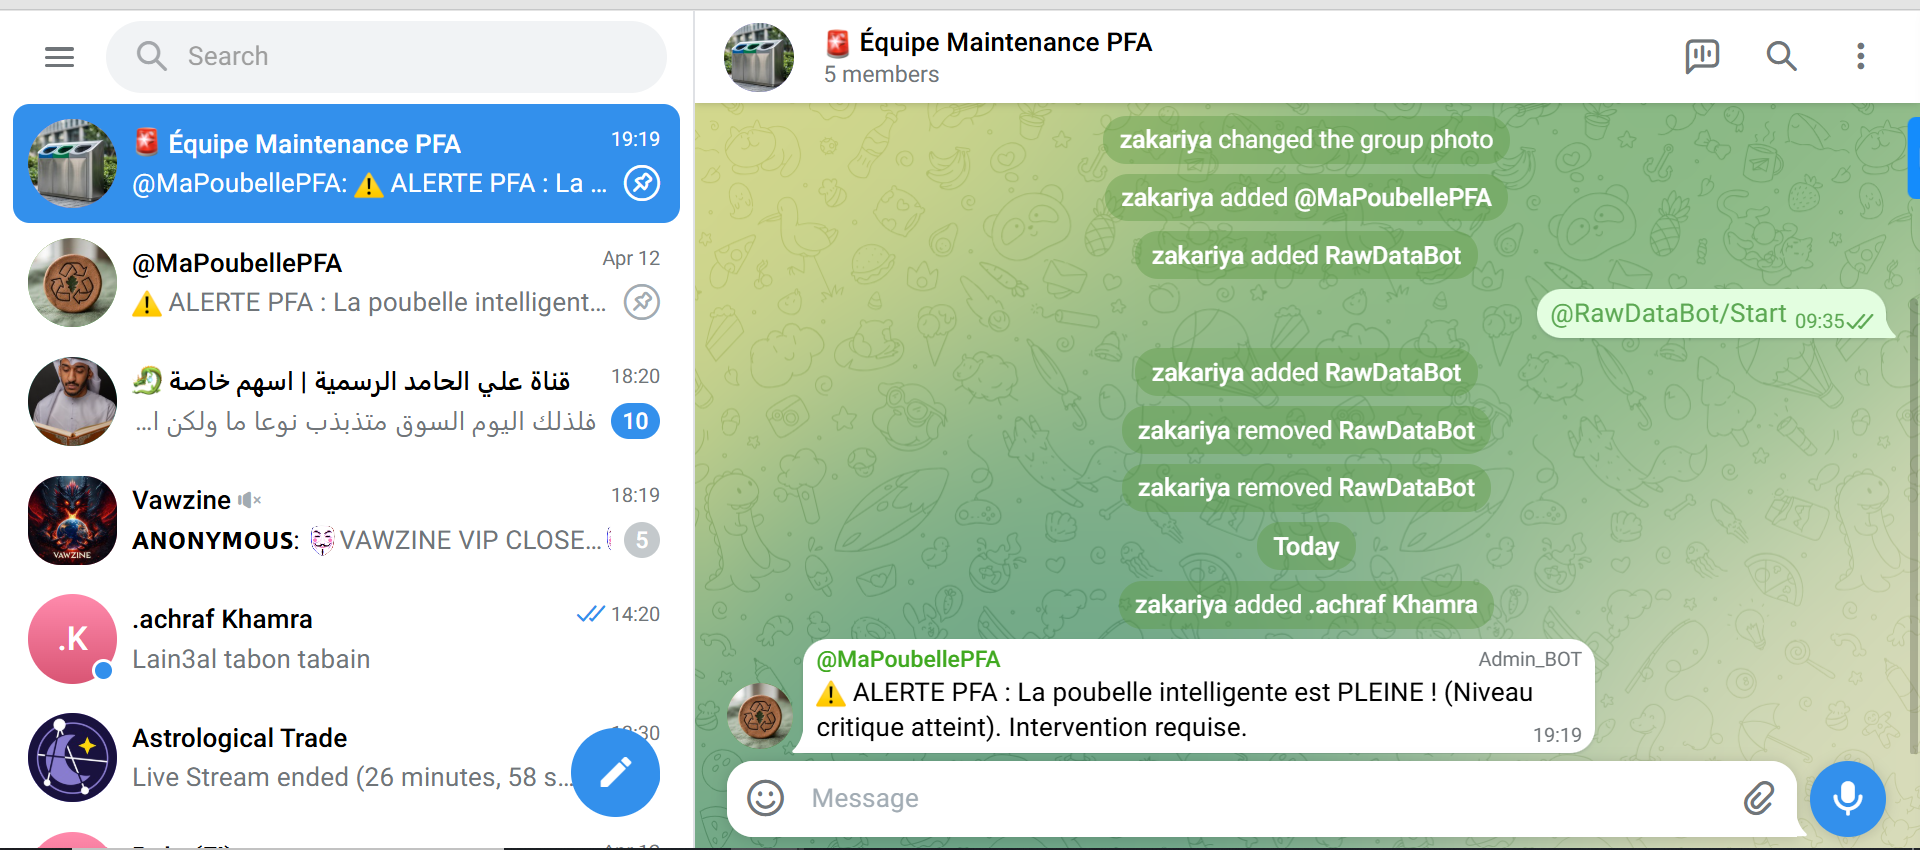 Search
🚨 Équipe Maintenance PFA 19:19
@MaPoubellePFA: ⚠️ ALERTE PFA : La ...
@MaPoubellePFA Apr 12
⚠️ ALERTE PFA : La poubelle intelligent...
قناة علي الحامد الرسمية | اسهم خاصة 🐉 18:20
فلذلك اليوم السوق متذبذب نوعا ما ولكن ا... 10
VAWZINE
Vawzine 18:19
ANONYMOUS: VAWZINE VIP CLOSE... 5
.K
.achraf Khamra 14:20
Lain3al tabon tabain
Astrological Trade :30
Live Stream ended (26 minutes, 58 s...
🚨 Équipe Maintenance PFA
5 members
zakariya changed the group photo
zakariya added @MaPoubellePFA
zakariya added RawDataBot
@RawDataBot/Start 09:35
zakariya added RawDataBot
zakariya removed RawDataBot
zakariya removed RawDataBot
Today
zakariya added .achraf Khamra
@MaPoubellePFA Admin_BOT
⚠️ ALERTE PFA : La poubelle intelligente est PLEINE ! (Niveau
critique atteint). Intervention requise. 19:19
Message